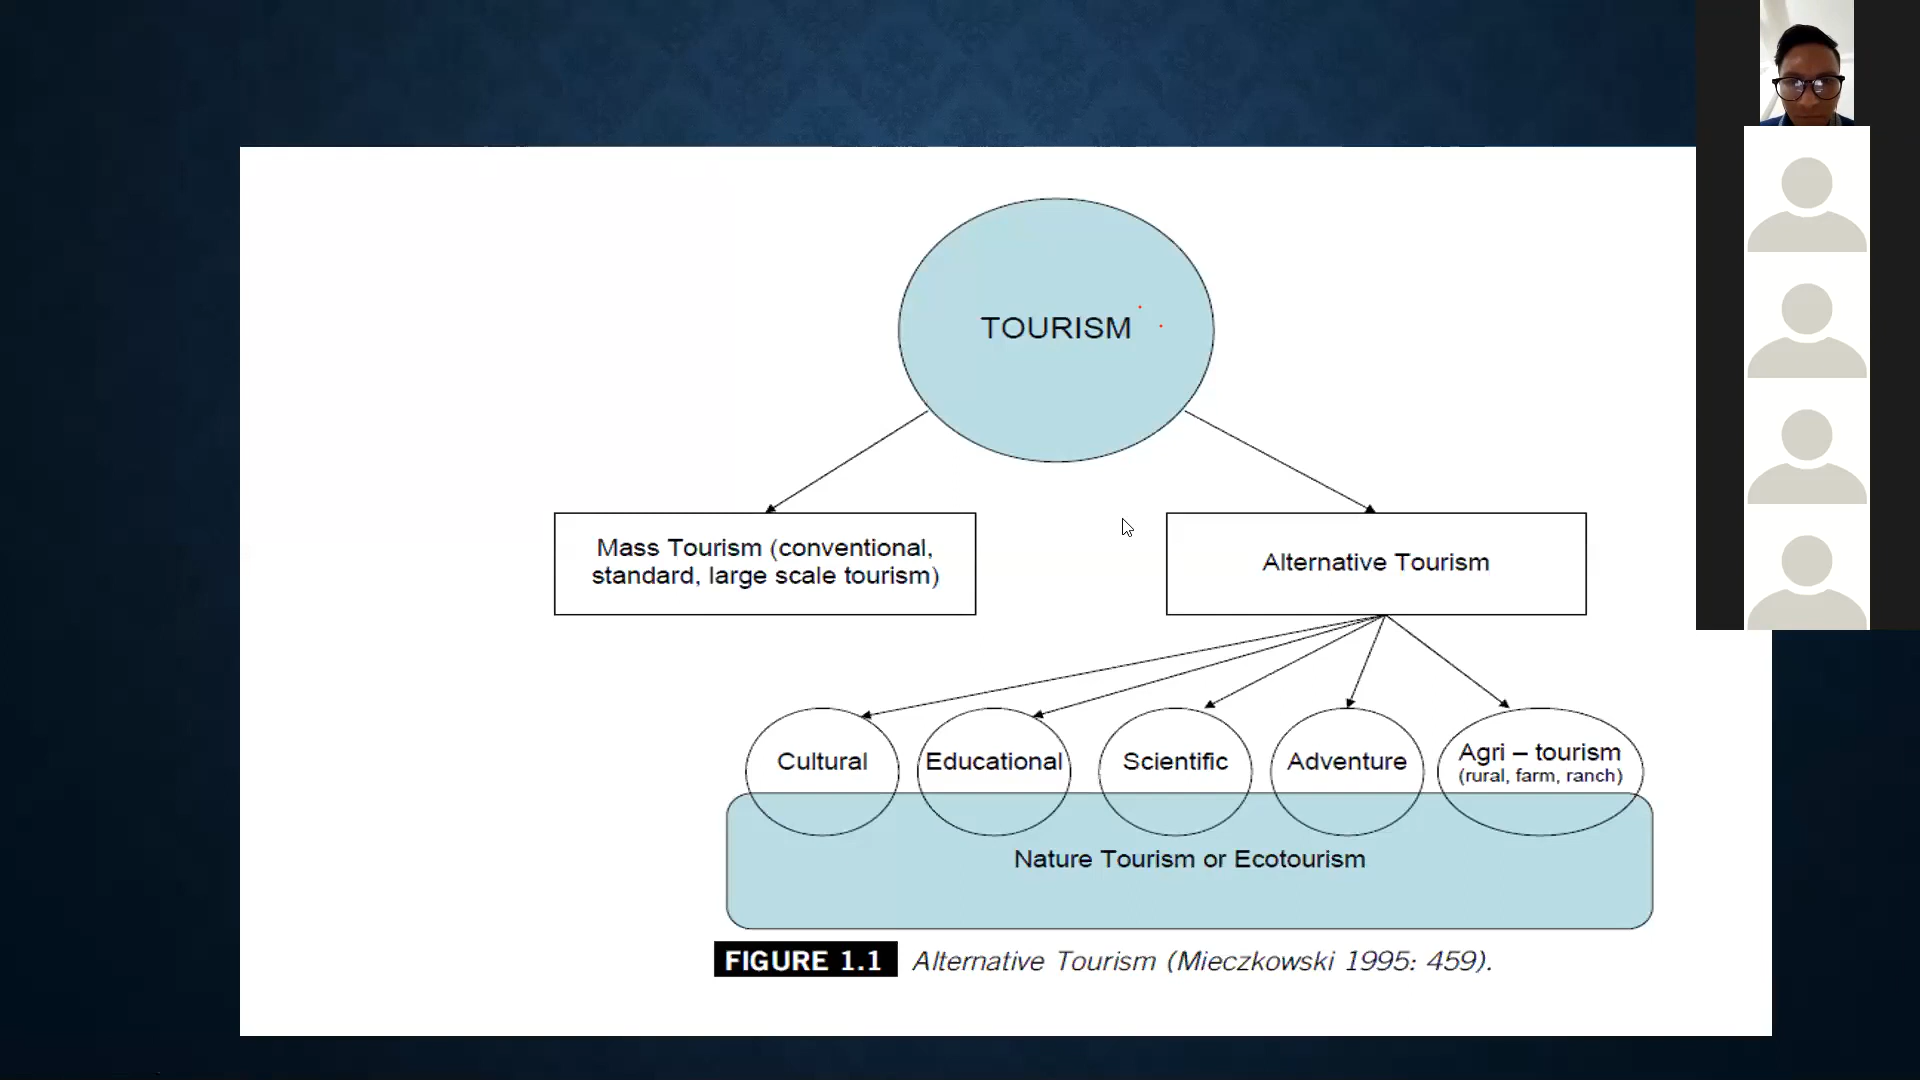 TOURISM
Mass Tourism (conventional,
standard, large scale tourism)
Alternative Tourism
Cultural
Educational
Scientific
Adventure
Agri – tourism
(rural, farm, ranch)
Nature Tourism or Ecotourism
FIGURE 1.1 Alternative Tourism (Mieczkowski 1995: 459).